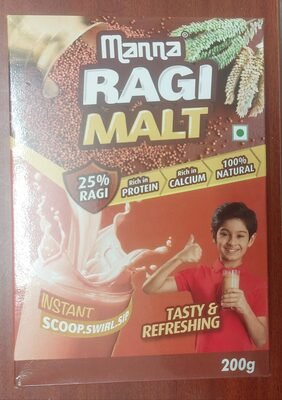 manna®
RAGI
MALT
25%
RAGI
Rich in
PROTEIN
Rich in
CALCIUM
100%
NATURAL
INSTANT
SCOOP.SWIRL.SIP
TASTY &
REFRESHING
200g